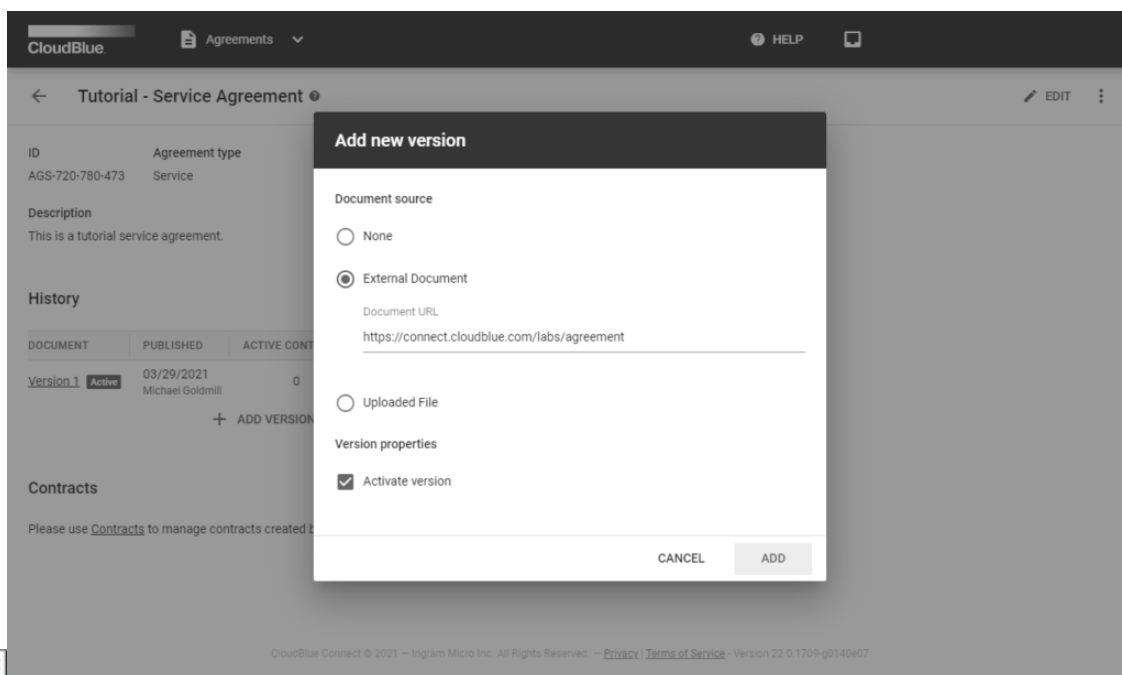 CloudBlue Agreements HELP
Tutorial - Service Agreement EDIT
ID Agreement type
AGS-720-780-473 Service
Description
This is a tutorial service agreement.
History
DOCUMENT PUBLISHED ACTIVE CONT
Version 1 Active 03/29/2021 0
Michael Goldmill
+ ADD VERSION
Contracts
Please use Contracts to manage contracts created b
Add new version
Document source
None
External Document
Document URL
https://connect.cloudblue.com/labs/agreement
Uploaded File
Version properties
Activate version
CANCEL ADD
CloudBlue Connect © 2021 — Ingram Micro Inc. All Rights Reserved. — Privacy | Terms of Service - Version 22.0.1709-g0140e07